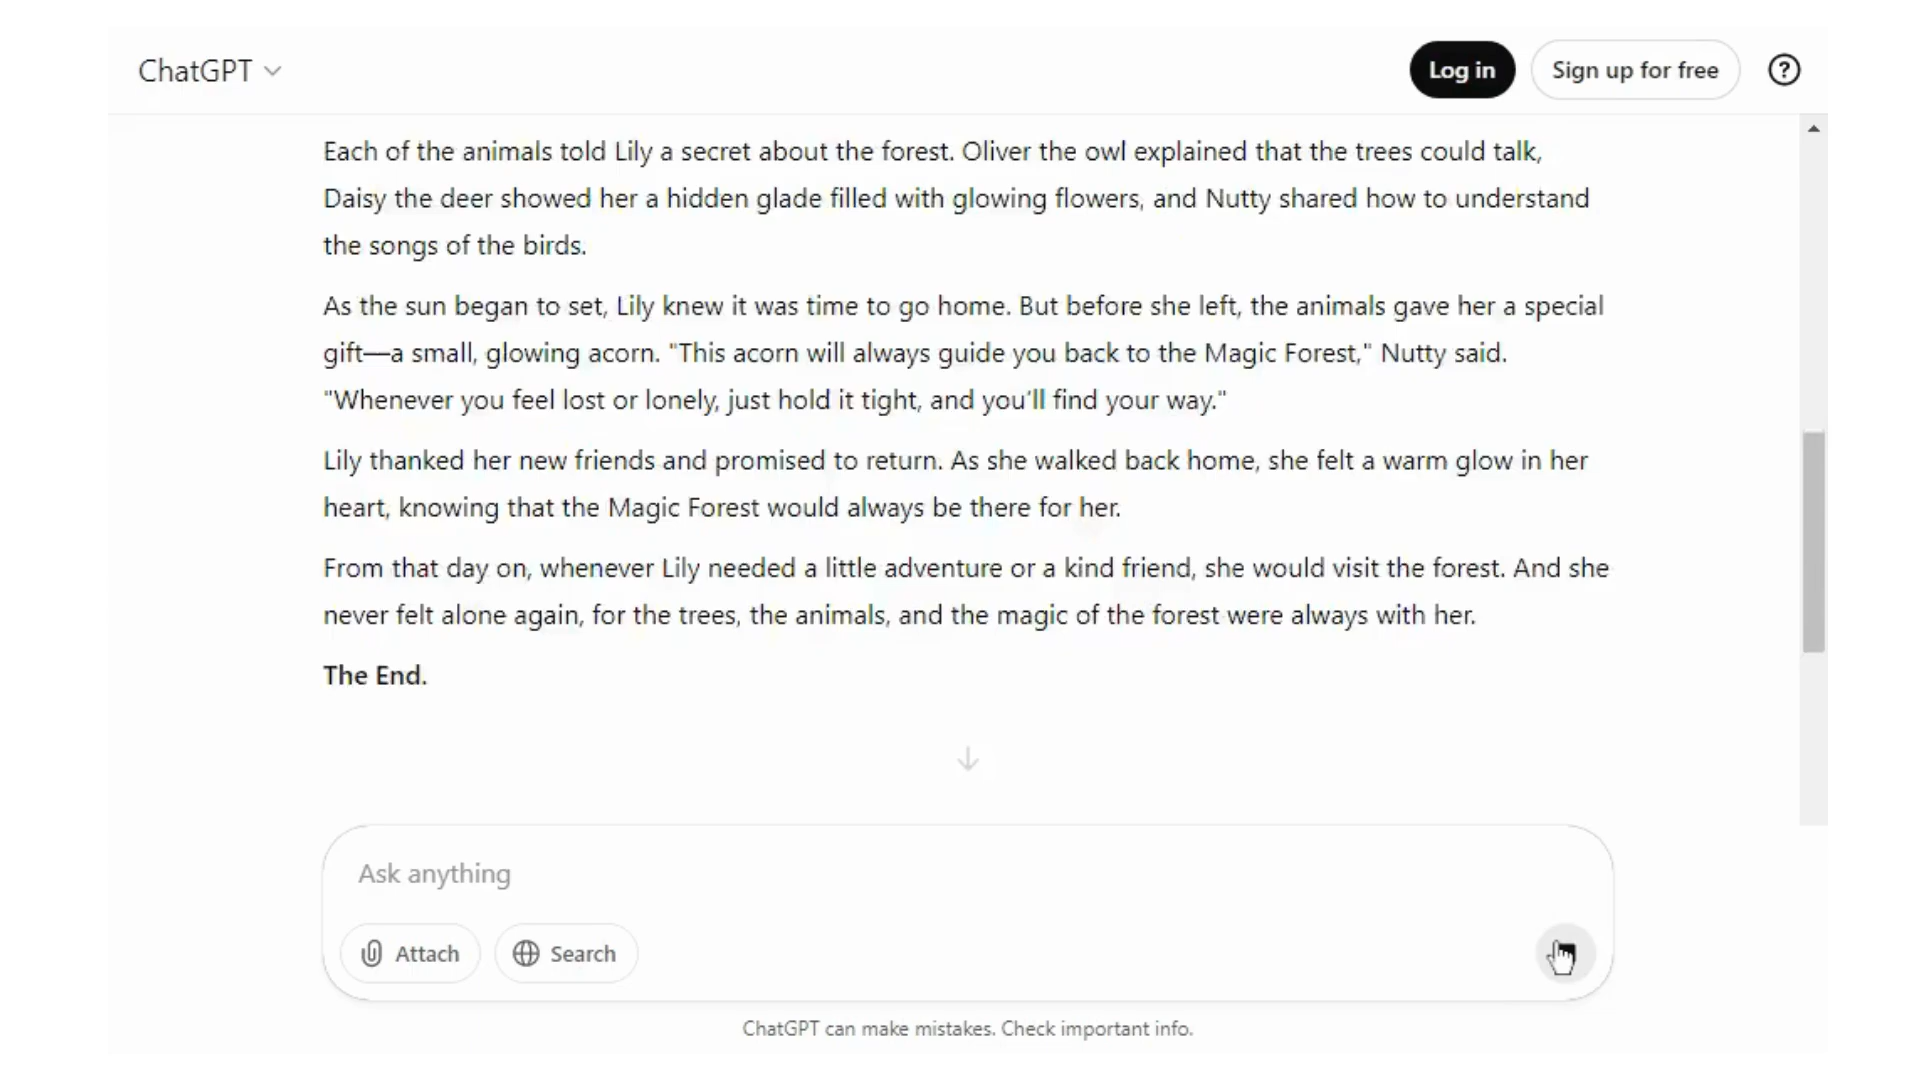 ChatGPT
Log in
Sign up for free
Each of the animals told Lily a secret about the forest. Oliver the owl explained that the trees could talk,
Daisy the deer showed her a hidden glade filled with glowing flowers, and Nutty shared how to understand
the songs of the birds.
As the sun began to set, Lily knew it was time to go home. But before she left, the animals gave her a special
gift—a small, glowing acorn. "This acorn will always guide you back to the Magic Forest," Nutty said.
"Whenever you feel lost or lonely, just hold it tight, and you'll find your way."
Lily thanked her new friends and promised to return. As she walked back home, she felt a warm glow in her
heart, knowing that the Magic Forest would always be there for her.
From that day on, whenever Lily needed a little adventure or a kind friend, she would visit the forest. And she
never felt alone again, for the trees, the animals, and the magic of the forest were always with her.
The End.
Ask anything
Attach
Search
ChatGPT can make mistakes. Check important info.